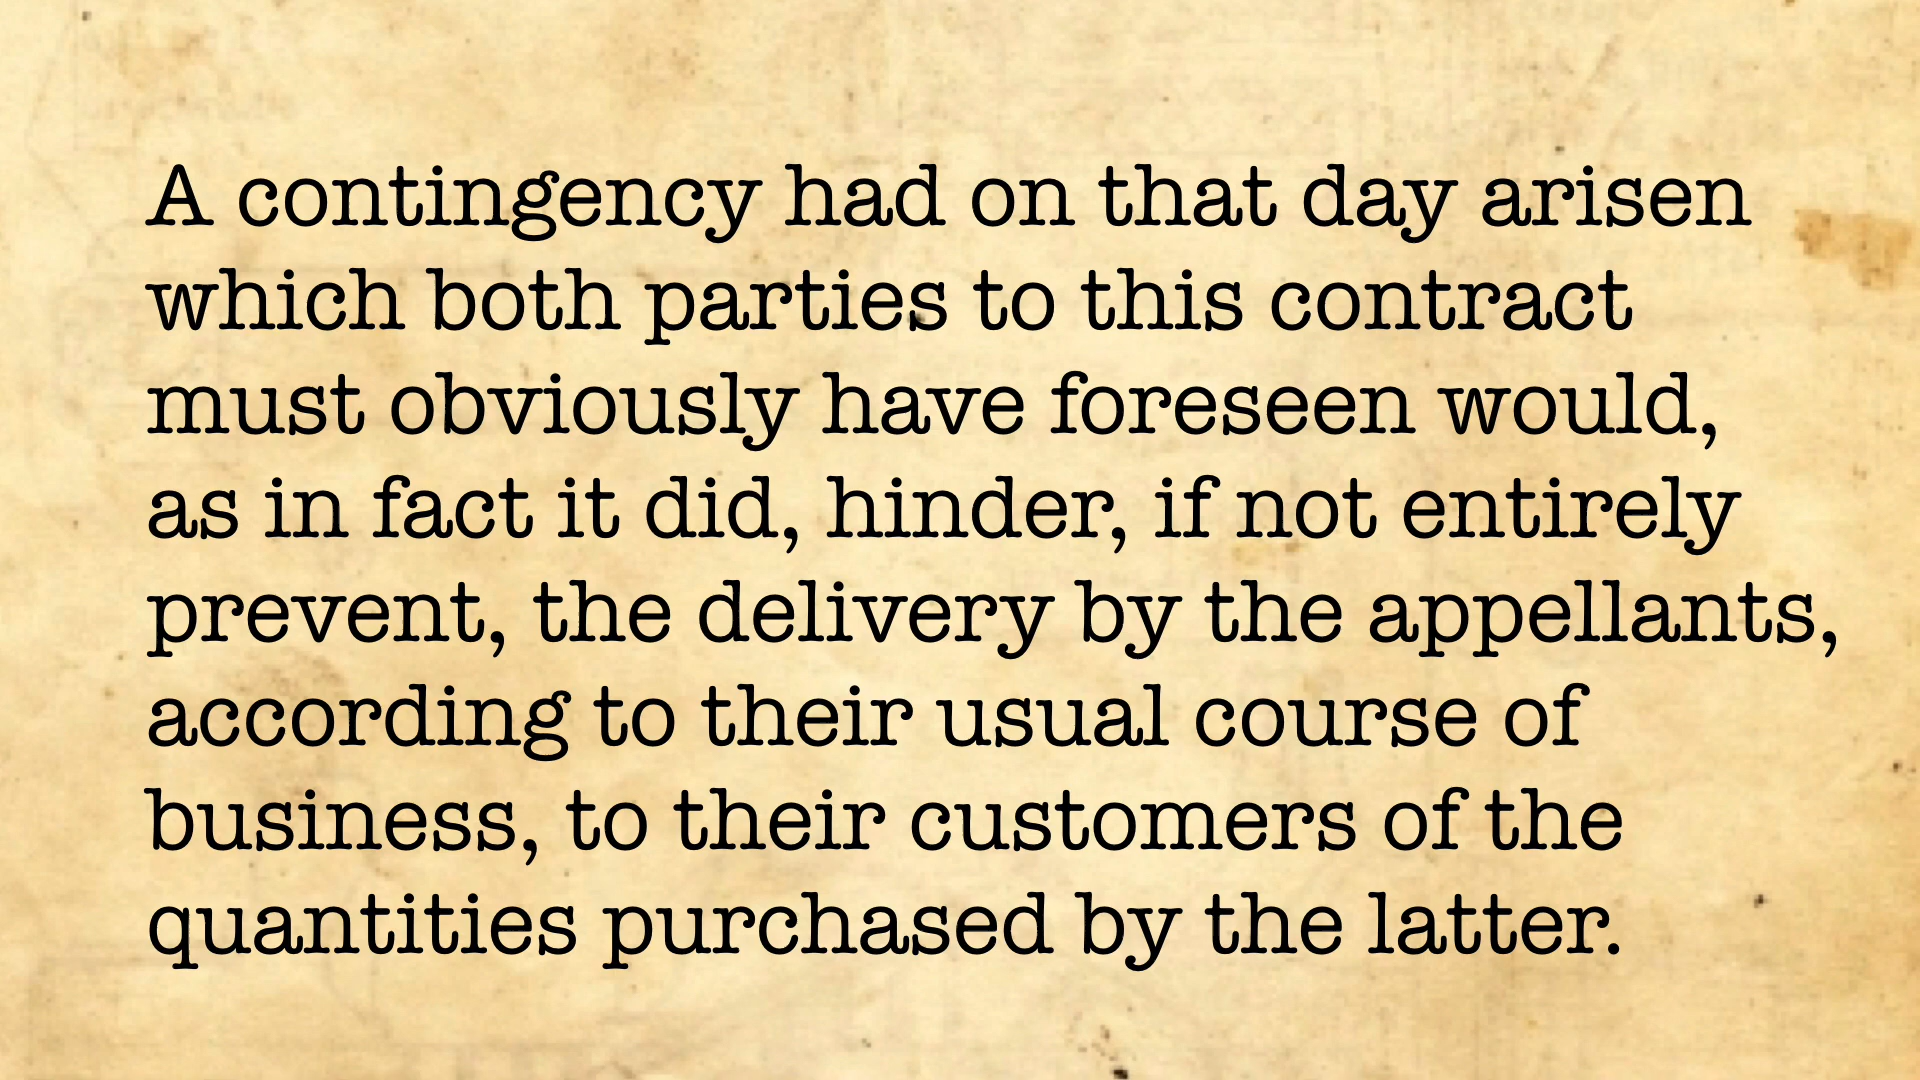 A contingency had on that day arisen
which both parties to this contract
must obviously have foreseen would,
as in fact it did, hinder, if not entirely
prevent, the delivery by the appellants,
according to their usual course of
business, to their customers of the
quantities purchased by the latter.